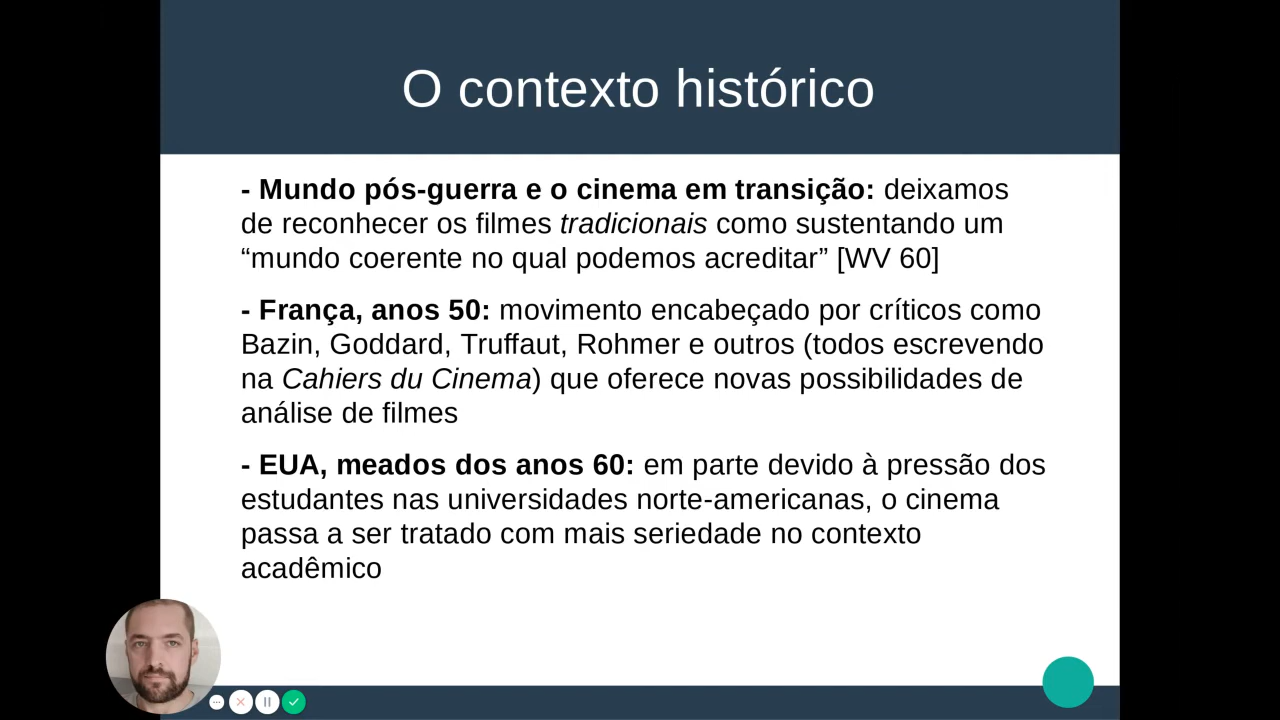 O contexto histórico
- Mundo pós-guerra e o cinema em transição: deixamos
de reconhecer os filmes tradicionais como sustentando um
“mundo coerente no qual podemos acreditar” [WV 60]
- França, anos 50: movimento encabeçado por críticos como
Bazin, Goddard, Truffaut, Rohmer e outros (todos escrevendo
na Cahiers du Cinema) que oferece novas possibilidades de
análise de filmes
- EUA, meados dos anos 60: em parte devido à pressão dos
estudantes nas universidades norte-americanas, o cinema
passa a ser tratado com mais seriedade no contexto
acadêmico